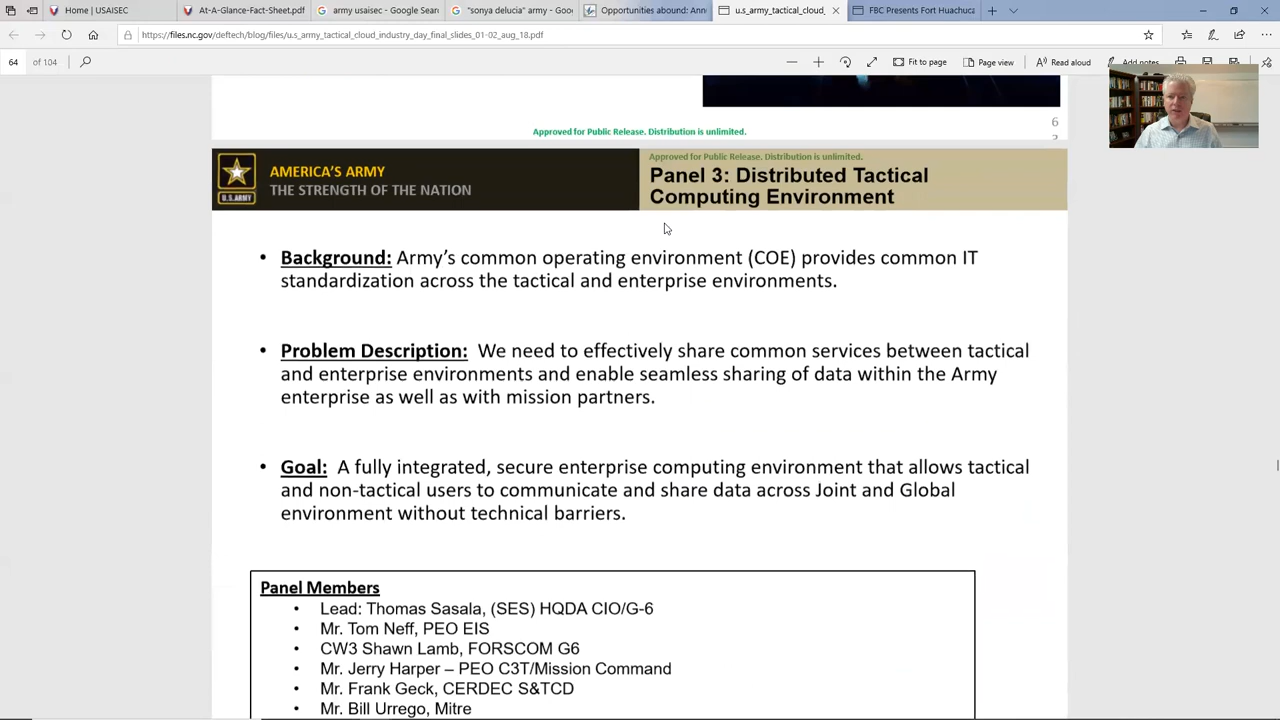 Home | USAISEC
At-A-Glance-Fact-Sheet.pdf
army usaisec - Google Sear
"sonya delucia" army - Goo
Opportunities abound: Ann
u.s_army_tactical_cloud_
FBC Presents Fort Huachuca
https://files.nc.gov/deftech/blog/files/u.s_army_tactical_cloud_industry_day_final_slides_01-02_aug_18.pdf
64 of 104
Fit to page
Page view
Read aloud
Add notes
Approved for Public Release. Distribution is unlimited.
6
AMERICA'S ARMY
THE STRENGTH OF THE NATION
U.S.ARMY
Approved for Public Release. Distribution is unlimited.
Panel 3: Distributed Tactical
Computing Environment
• Background: Army's common operating environment (COE) provides common IT
standardization across the tactical and enterprise environments.
• Problem Description: We need to effectively share common services between tactical
and enterprise environments and enable seamless sharing of data within the Army
enterprise as well as with mission partners.
• Goal: A fully integrated, secure enterprise computing environment that allows tactical
and non-tactical users to communicate and share data across Joint and Global
environment without technical barriers.
Panel Members
• Lead: Thomas Sasala, (SES) HQDA CIO/G-6
• Mr. Tom Neff, PEO EIS
• CW3 Shawn Lamb, FORSCOM G6
• Mr. Jerry Harper – PEO C3T/Mission Command
• Mr. Frank Geck, CERDEC S&TCD
• Mr. Bill Urrego, Mitre